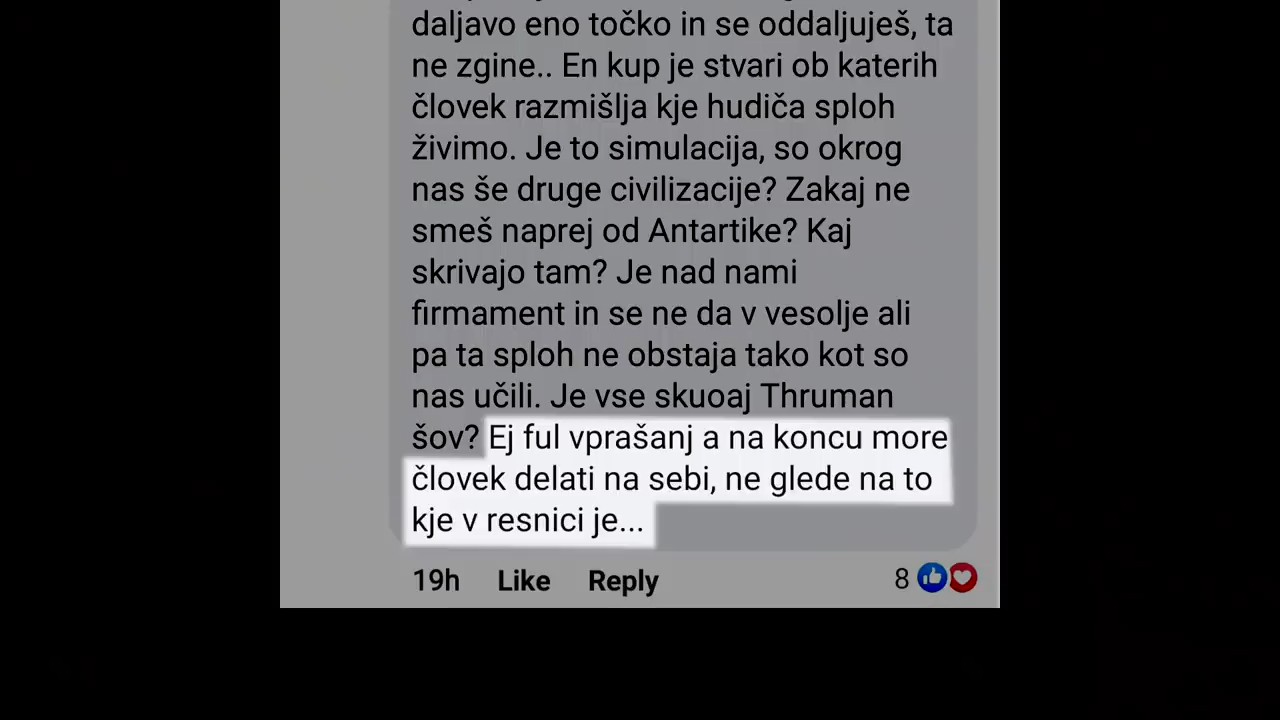 daljavo eno točko in se oddaljuješ, ta
ne zgine.. En kup je stvari ob katerih
človek razmišlja kje hudiča sploh
živimo. Je to simulacija, so okrog
nas še druge civilizacije? Zakaj ne
smeš naprej od Antartike? Kaj
skrivajo tam? Je nad nami
firmament in se ne da v vesolje ali
pa ta sploh ne obstaja tako kot so
nas učili. Je vse skuoaj Thruman
šov? Ej ful vprašanj a na koncu more
človek delati na sebi, ne glede na to
kje v resnici je...
19h Like Reply 8